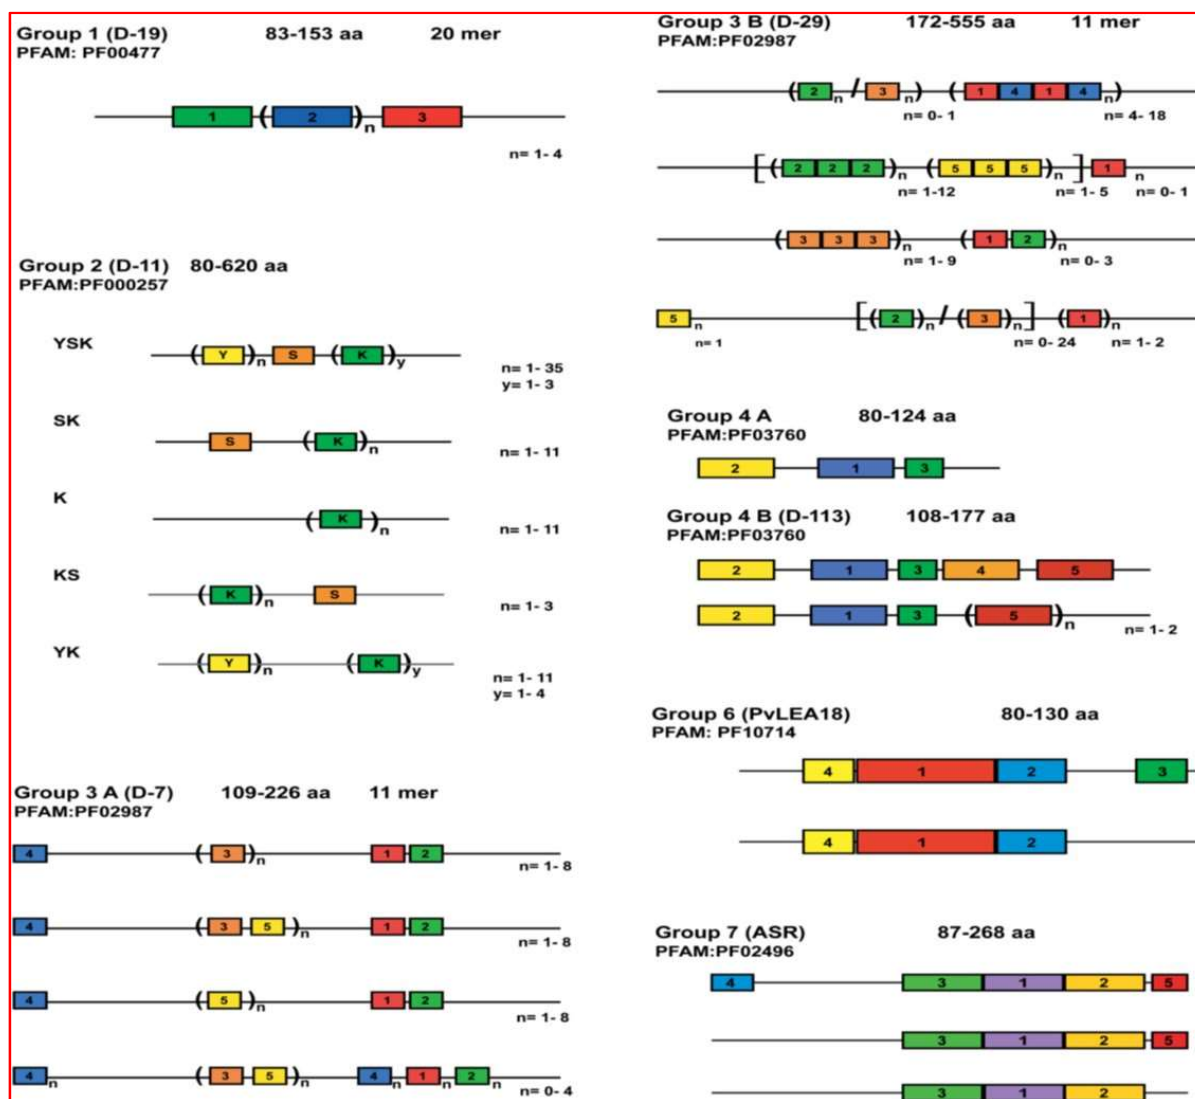 Group 1 (D-19) 83-153 aa 20 mer
PFAM: PF00477
1 ( 2 )n 3
n= 1- 4
Group 2 (D-11) 80-620 aa
PFAM:PF000257
YSK
( Y )n S ( K )y
n= 1- 35
y= 1- 3
SK
S ( K )n
n= 1- 11
K
( K )n
n= 1- 11
KS
( K )n S
n= 1- 3
YK
( Y )n ( K )y
n= 1- 11
y= 1- 4
Group 3 A (D-7) 109-226 aa 11 mer
PFAM:PF02987
4 ( 3 )n 1 2
n= 1- 8
4 ( 3 5 )n 1 2
n= 1- 8
4 ( 5 )n 1 2
n= 1- 8
4 n ( 3 5 )n 4 n 1 n 2 n
n= 0- 4
Group 3 B (D-29) 172-555 aa 11 mer
PFAM:PF02987
( 2 n / 3 n ) ( 1 4 1 4 n )
n= 0- 1 n= 4- 18
[ ( 2 2 2 )n ( 5 5 5 )n ] 1 n
n= 1-12 n= 1- 5 n= 0- 1
( 3 3 3 )n ( 1 2 )n
n= 1- 9 n= 0- 3
5 n [ ( 2 )n / ( 3 )n ] ( 1 )n
n= 1 n= 0- 24 n= 1- 2
Group 4 A 80-124 aa
PFAM:PF03760
2 1 3
Group 4 B (D-113) 108-177 aa
PFAM:PF03760
2 1 3 4 5
2 1 3 ( 5 )n
n= 1- 2
Group 6 (PvLEA18) 80-130 aa
PFAM: PF10714
4 1 2 3
4 1 2
Group 7 (ASR) 87-268 aa
PFAM:PF02496
4 3 1 2 5
3 1 2 5
3 1 2